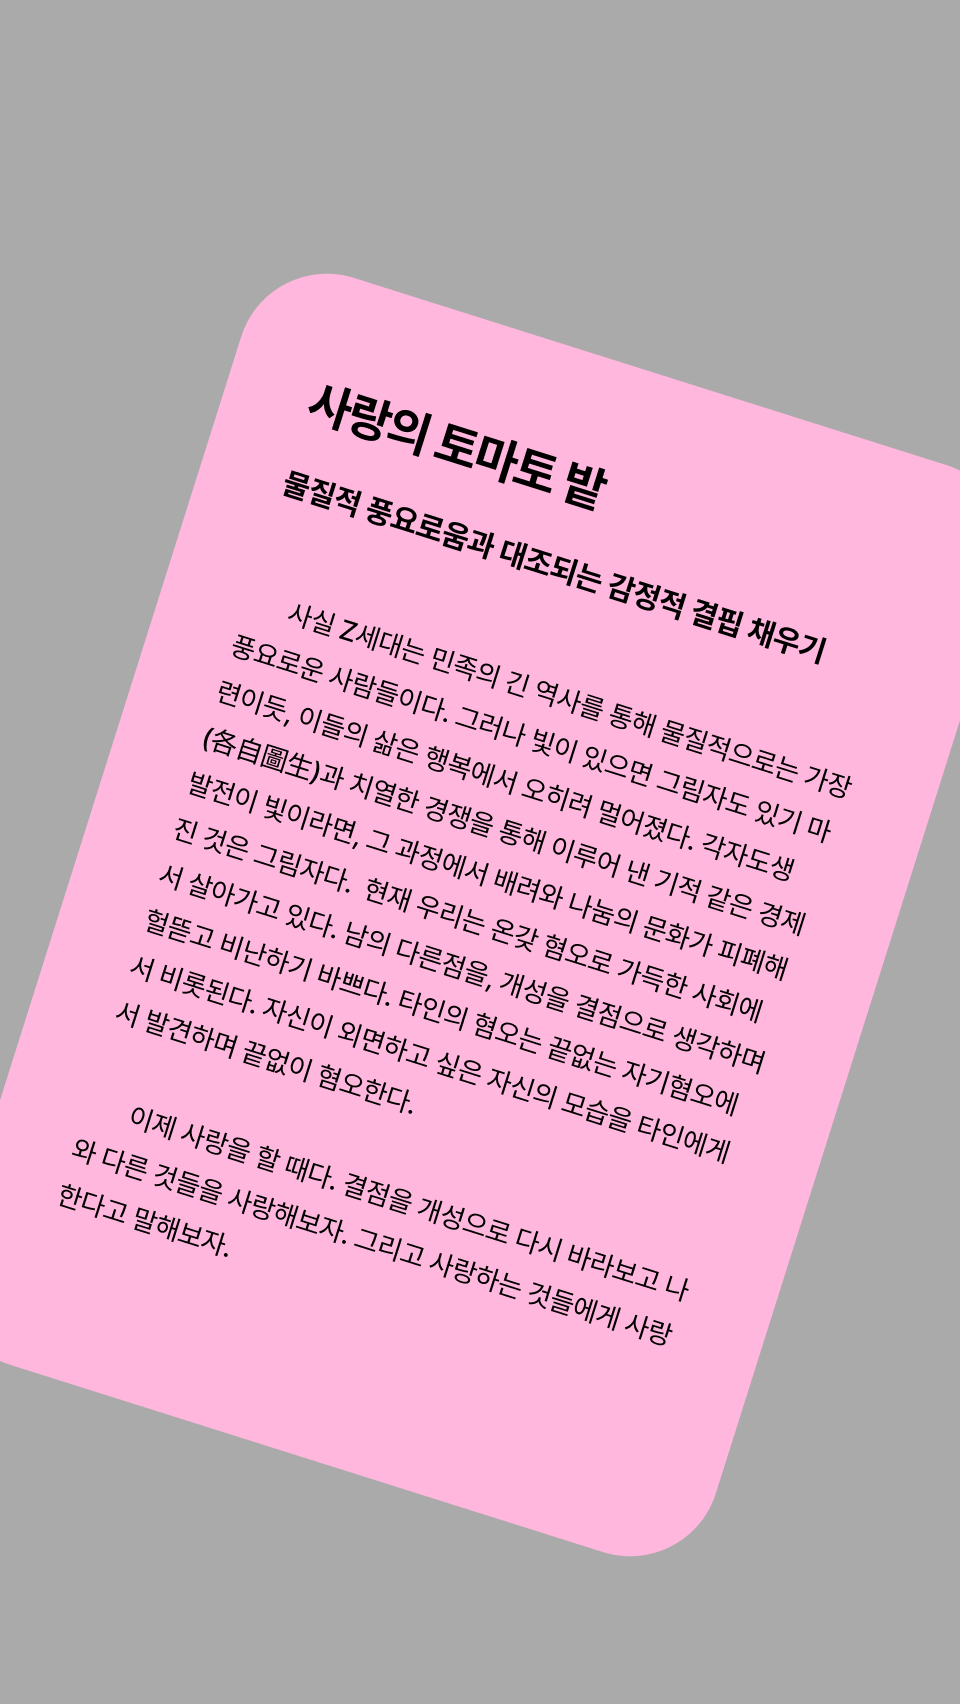 사랑의 토마토 밭
물질적 풍요로움과 대조되는 감정적 결핍 채우기
사실 Z세대는 민족의 긴 역사를 통해 물질적으로는 가장
풍요로운 사람들이다. 그러나 빛이 있으면 그림자도 있기 마
련이듯, 이들의 삶은 행복에서 오히려 멀어졌다. 각자도생
(各自圖生)과 치열한 경쟁을 통해 이루어 낸 기적 같은 경제
발전이 빛이라면, 그 과정에서 배려와 나눔의 문화가 피폐해
진 것은 그림자다.  현재 우리는 온갖 혐오로 가득한 사회에
서 살아가고 있다. 남의 다른점을, 개성을 결점으로 생각하며
헐뜯고 비난하기 바쁘다. 타인의 혐오는 끝없는 자기혐오에
서 비롯된다. 자신이 외면하고 싶은 자신의 모습을 타인에게
서 발견하며 끝없이 혐오한다.
이제 사랑을 할 때다. 결점을 개성으로 다시 바라보고 나
와 다른 것들을 사랑해보자. 그리고 사랑하는 것들에게 사랑
한다고 말해보자.